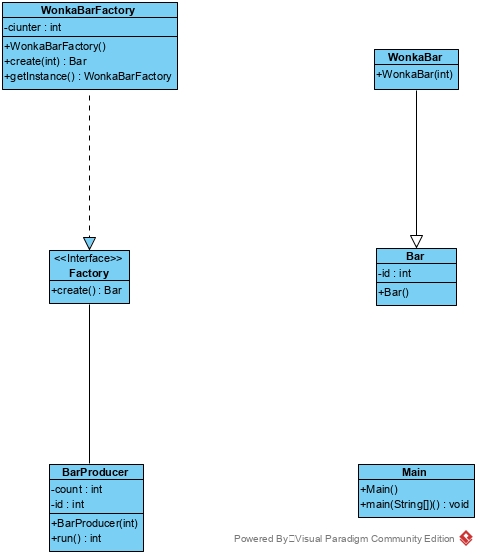 WonkaBarFactory
-ciunter : int
+WonkaBarFactory()
+create(int) : Bar
+getInstance() : WonkaBarFactory
WonkaBar
+WonkaBar(int)
<<Interface>>
Factory
+create() : Bar
Bar
-id : int
+Bar()
BarProducer
-count : int
-id : int
+BarProducer(int)
+run() : int
Main
+Main()
+main(String[])() : void
Powered By Visual Paradigm Community Edition